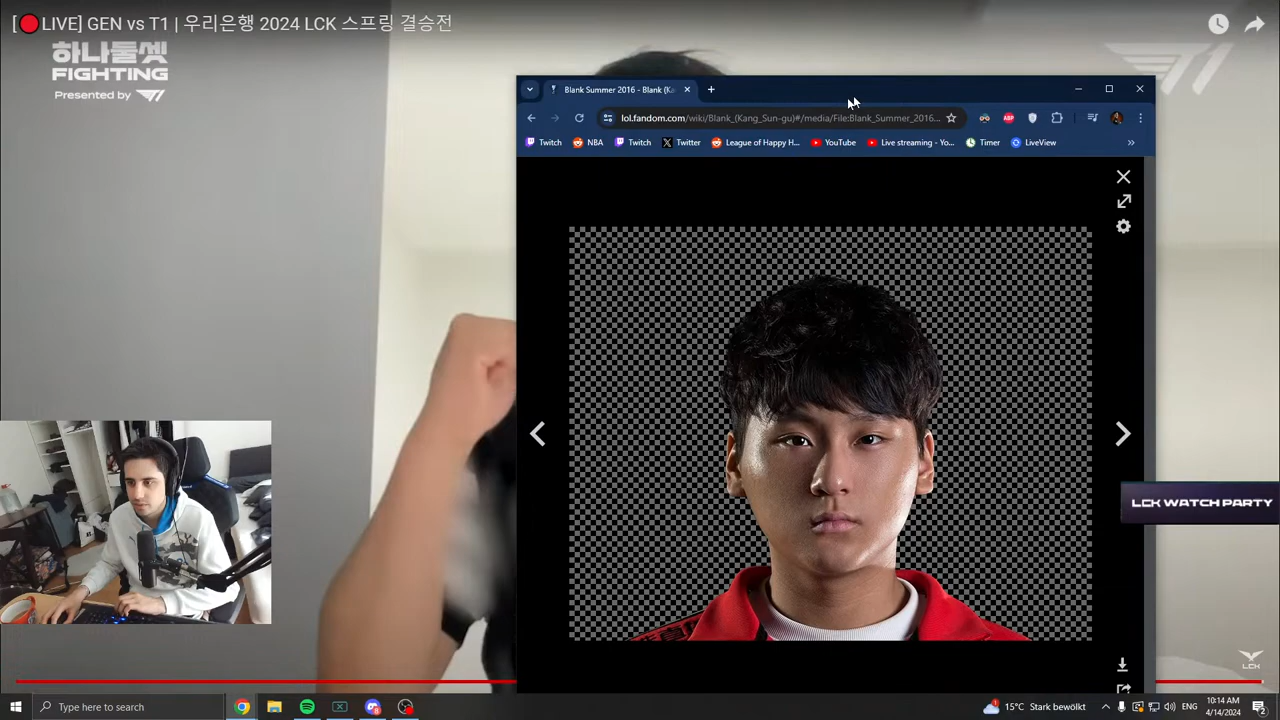 [🔴LIVE] GEN vs T1 | 우리은행 2024 LCK 스프링 결승전
하나둘셋
FIGHTING
Presented by
T1
Blank Summer 2016 - Blank (Ka
lol.fandom.com/wiki/Blank_(Kang_Sun-gu)#/media/File:Blank_Summer_2016...
Twitch
NBA
Twitch
Twitter
League of Happy H...
YouTube
Live streaming - Yo...
Timer
LiveView
»
LCK WATCH PARTY
LCK
Type here to search
15°C Stark bewölkt
ENG
10:14 AM
4/14/2024